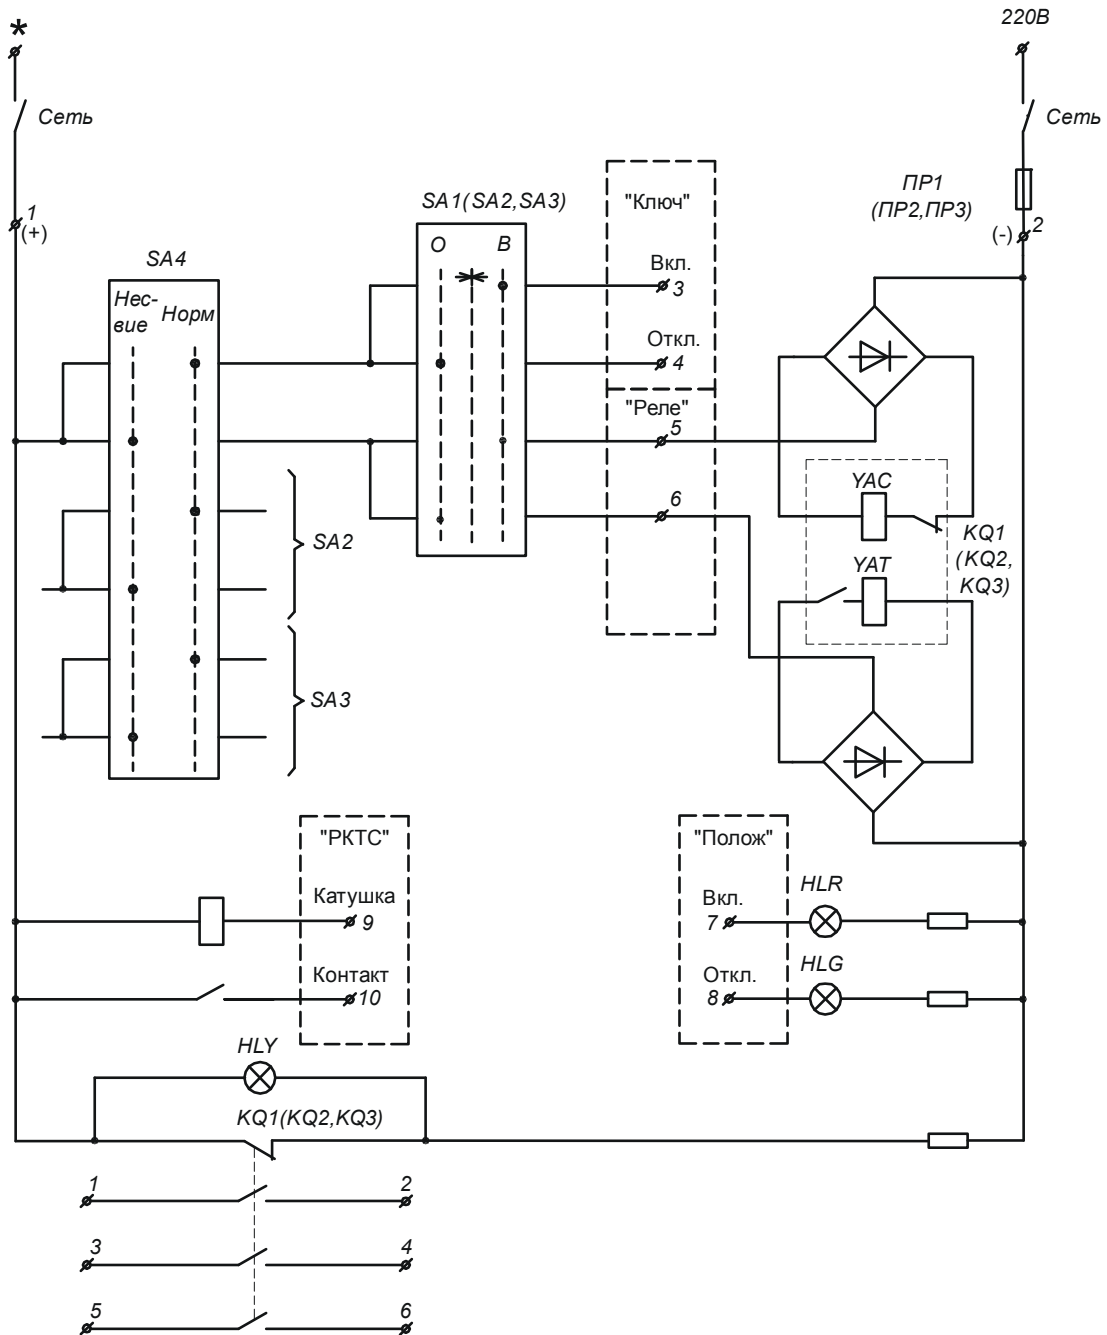 *
220В
Сеть
Сеть
ПР1
(ПР2,ПР3)
1
(+)
2
(-)
SA1(SA2,SA3)
"Ключ"
О
В
SA4
Нес-
вие
Норм
Вкл.
3
Откл.
4
"Реле"
5
6
YAC
KQ1
(KQ2,
KQ3)
YAT
SA2
SA3
"РКТС"
Катушка
9
Контакт
10
"Полож"
Вкл.
7
HLR
Откл.
8
HLG
HLY
KQ1(KQ2,KQ3)
1
2
3
4
5
6